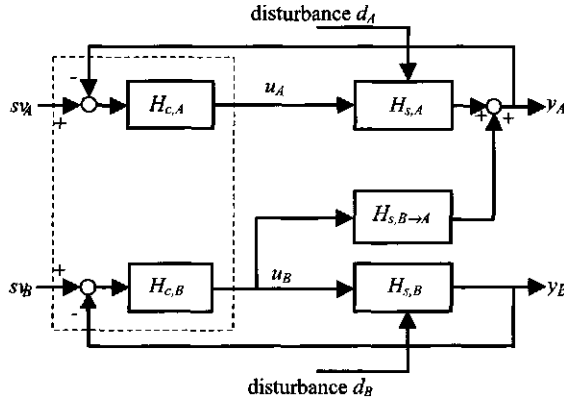 disturbance d_A
-
u_A
sv_A
+
H_c,A
H_s,A
+
+
y_A
H_s,B→A
sv_B
+
-
H_c,B
u_B
H_s,B
y_B
disturbance d_B